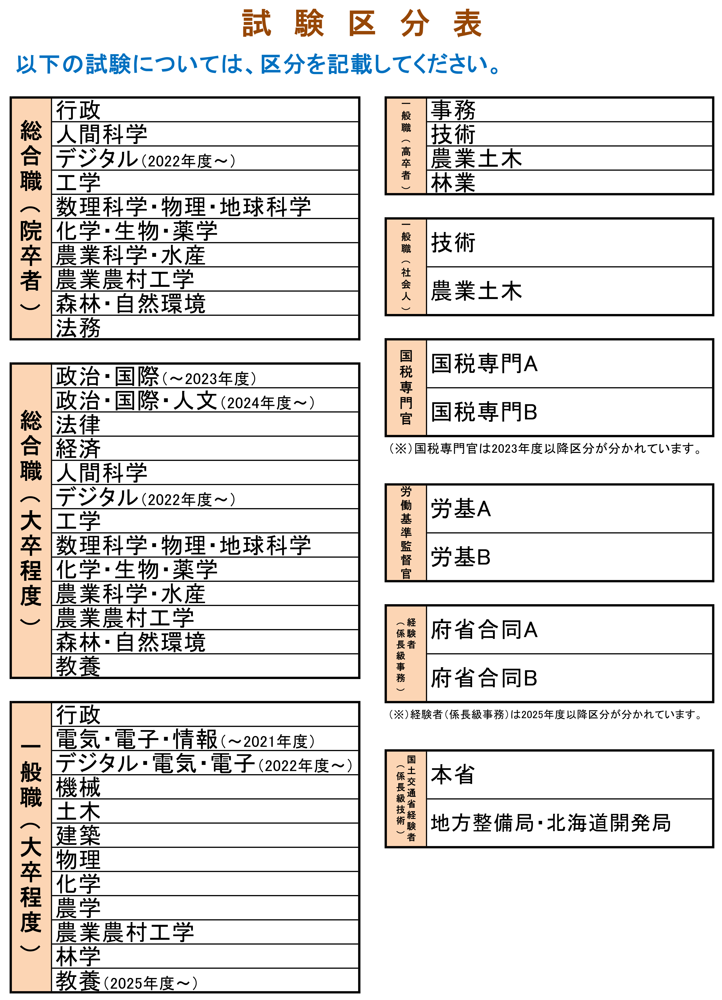 試験区分表
以下の試験については、区分を記載してください。
総合職（院卒者）
行政
人間科学
デジタル（2022年度～）
工学
数理科学・物理・地球科学
化学・生物・薬学
農業科学・水産
農業農村工学
森林・自然環境
法務
総合職（大卒程度）
政治・国際（～2023年度）
政治・国際・人文（2024年度～）
法律
経済
人間科学
デジタル（2022年度～）
工学
数理科学・物理・地球科学
化学・生物・薬学
農業科学・水産
農業農村工学
森林・自然環境
教養
一般職（大卒程度）
行政
電気・電子・情報（～2021年度）
デジタル・電気・電子（2022年度～）
機械
土木
建築
物理
化学
農学
農業農村工学
林学
教養（2025年度～）
一般職（高卒者）
事務
技術
農業土木
林業
一般職（社会人）
技術
農業土木
国税専門官
国税専門A
国税専門B
（※）国税専門官は2023年度以降区分が分かれています。
労働基準監督官
労基A
労基B
経験者
（係長級事務）
府省合同A
府省合同B
（※）経験者（係長級事務）は2025年度以降区分が分かれています。
国土交通省経験者
（係長級技術）
本省
地方整備局・北海道開発局